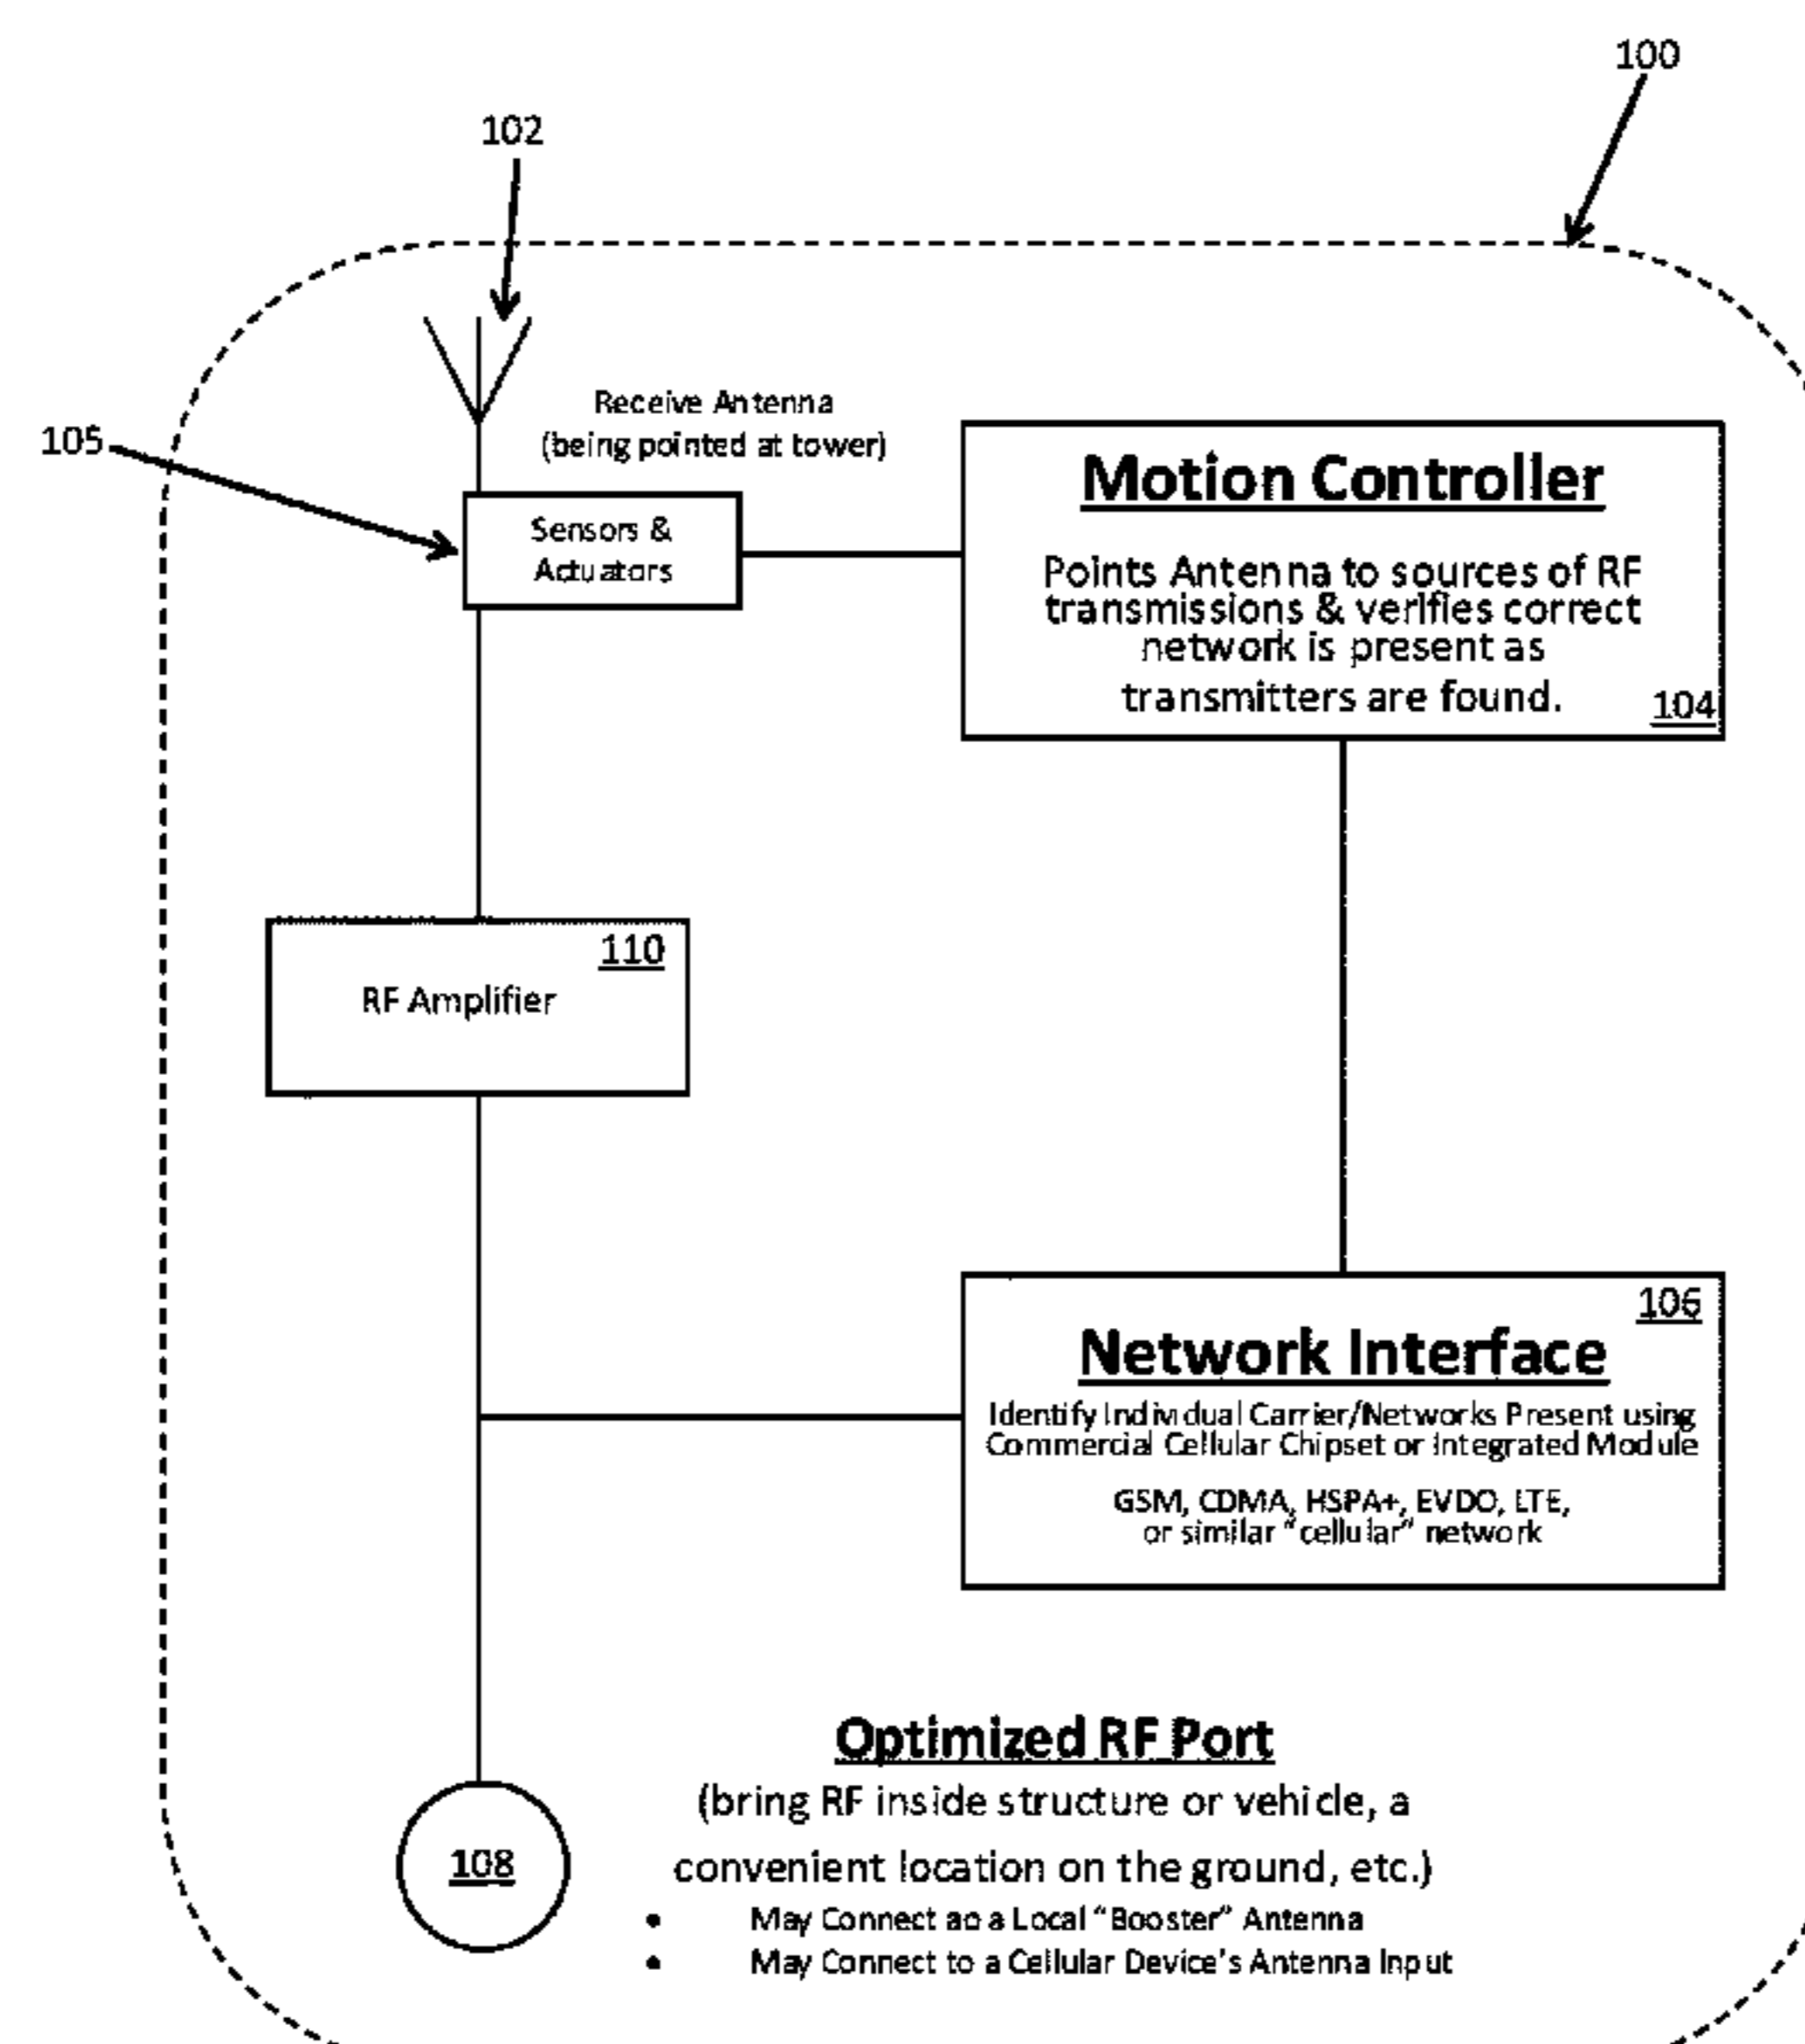 100
102
Receive Antenna
(being pointed at tower)
105
Sensors &
Actuators
Motion Controller
Points Antenna to sources of RF
transmissions & verifies correct
network is present as
transmitters are found.
104
110
RF Amplifier
106
Network Interface
Identify Individual Carrier/Networks Present using
Commercial Cellular Chipset or Integrated Module
GSM, CDMA, HSPA+, EVDO, LTE,
or similar "cellular" network
Optimized RF Port
(bring RF inside structure or vehicle, a
convenient location on the ground, etc.)
108
• May Connect ao a Local "Booster" Antenna
• May Connect to a Cellular Device's Antenna Input